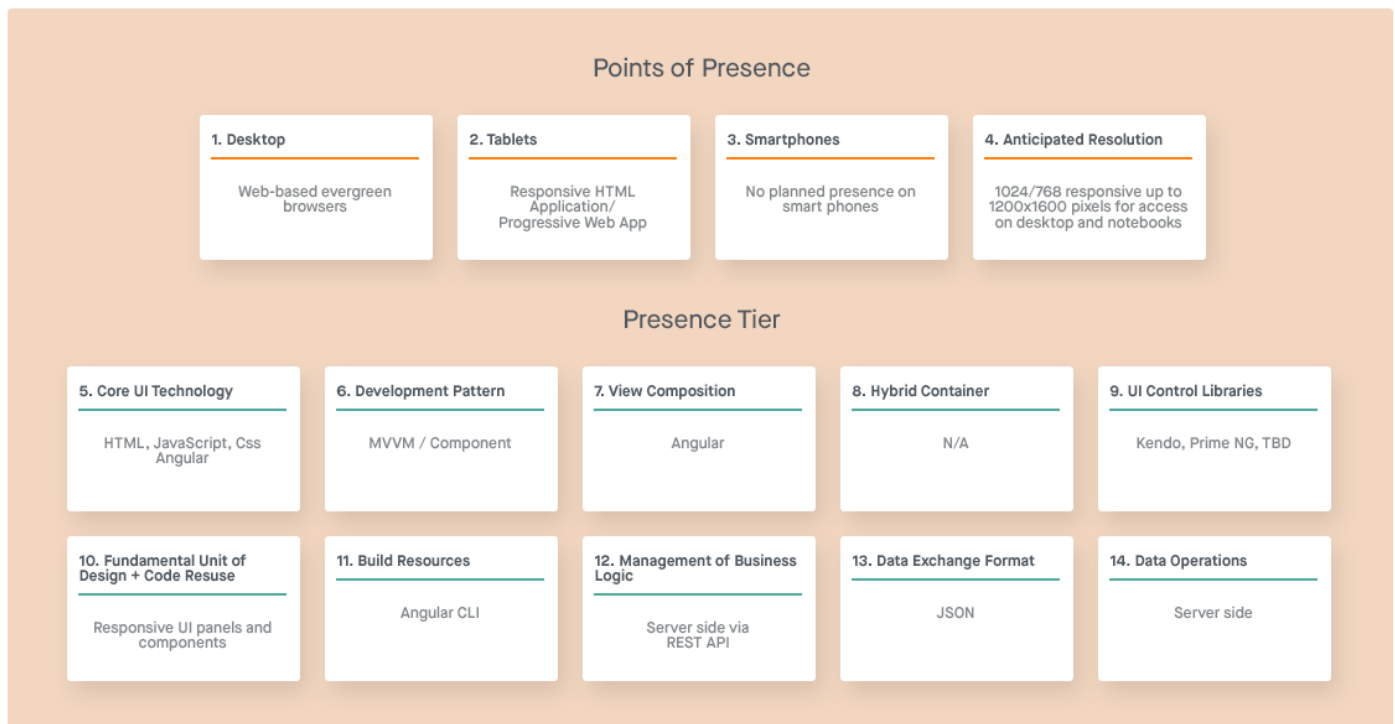 Points of Presence
1. Desktop
Web-based evergreen
browsers
2. Tablets
Responsive HTML
Application/
Progressive Web App
3. Smartphones
No planned presence on
smart phones
4. Anticipated Resolution
1024/768 responsive up to
1200x1600 pixels for access
on desktop and notebooks
Presence Tier
5. Core UI Technology
HTML, JavaScript, Css
Angular
6. Development Pattern
MVVM / Component
7. View Composition
Angular
8. Hybrid Container
N/A
9. UI Control Libraries
Kendo, Prime NG, TBD
10. Fundamental Unit of
Design + Code Resuse
Responsive UI panels and
components
11. Build Resources
Angular CLI
12. Management of Business
Logic
Server side via
REST API
13. Data Exchange Format
JSON
14. Data Operations
Server side